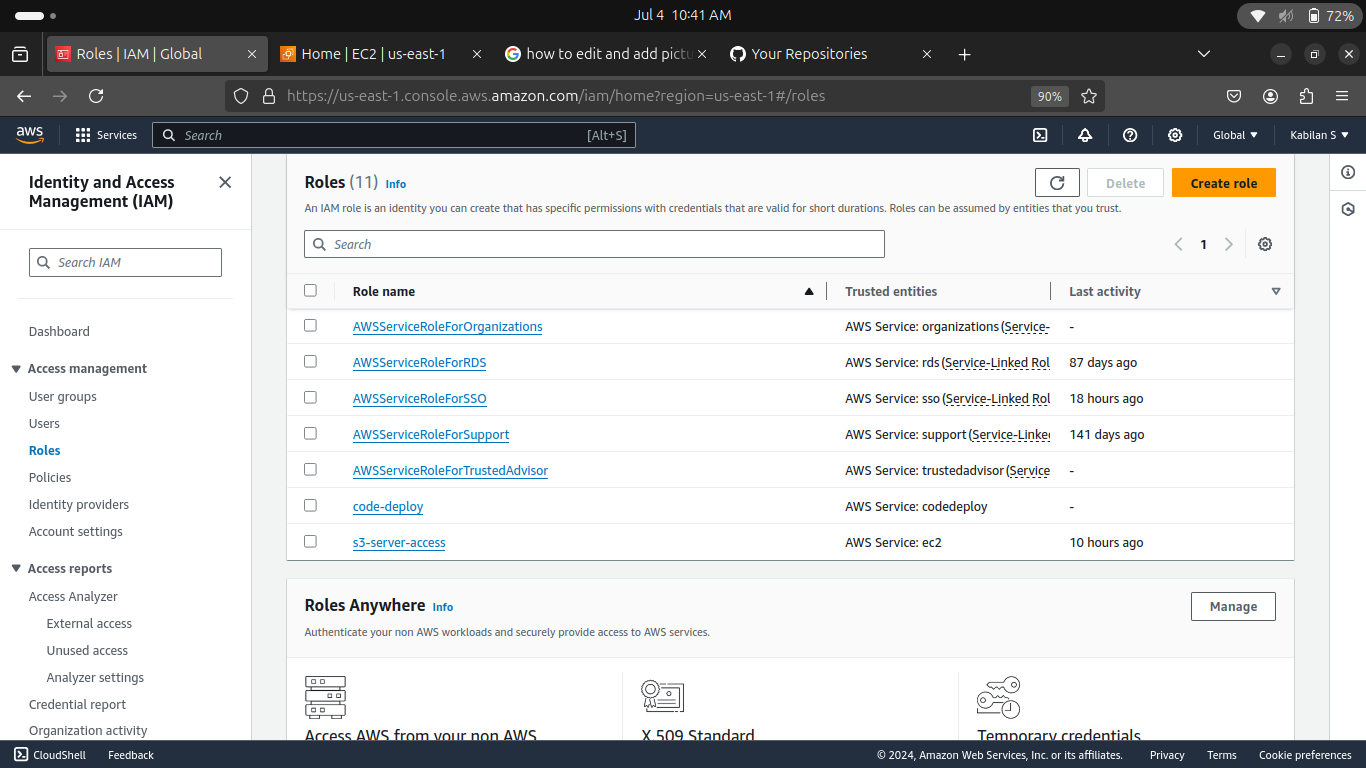 Jul 4 10:41 AM
72%
Roles | IAM | Global
Home | EC2 | us-east-1
how to edit and add pictu
Your Repositories
https://us-east-1.console.aws.amazon.com/iam/home?region=us-east-1#/roles
90%
aws
Services
Search
[Alt+S]
Global
Kabilan S
Identity and Access
Management (IAM)
Search IAM
Dashboard
Access management
User groups
Users
Roles
Policies
Identity providers
Account settings
Access reports
Access Analyzer
External access
Unused access
Analyzer settings
Credential report
Organization activity
Roles (11) Info
Delete
Create role
An IAM role is an identity you can create that has specific permissions with credentials that are valid for short durations. Roles can be assumed by entities that you trust.
Search
1
Role name Trusted entities Last activity
AWSServiceRoleForOrganizations AWS Service: organizations (Service- -
AWSServiceRoleForRDS AWS Service: rds (Service-Linked Rol 87 days ago
AWSServiceRoleForSSO AWS Service: sso (Service-Linked Rol 18 hours ago
AWSServiceRoleForSupport AWS Service: support (Service-Linked 141 days ago
AWSServiceRoleForTrustedAdvisor AWS Service: trustedadvisor (Service -
code-deploy AWS Service: codedeploy -
s3-server-access AWS Service: ec2 10 hours ago
Roles Anywhere Info
Manage
Authenticate your non AWS workloads and securely provide access to AWS services.
Access AWS from your non AWS
X.509 Standard
Temporary credentials
CloudShell Feedback
© 2024, Amazon Web Services, Inc. or its affiliates. Privacy Terms Cookie preferences